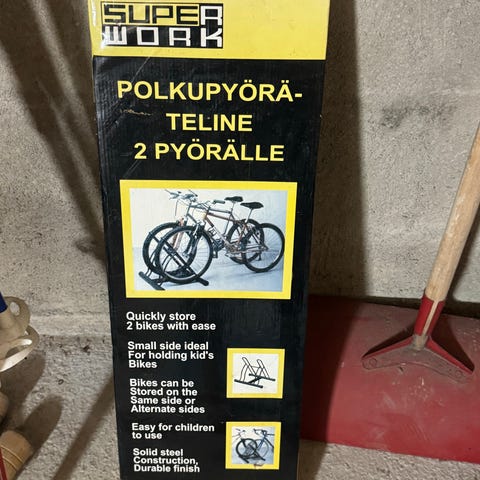 SUPER
WORK
POLKUPYÖRÄ-
TELINE
2 PYÖRÄLLE
Quickly store
2 bikes with ease
Small side ideal
For holding kid's
Bikes
Bikes can be
Stored on the
Same side or
Alternate sides
Easy for children
to use
Solid steel
Construction,
Durable finish